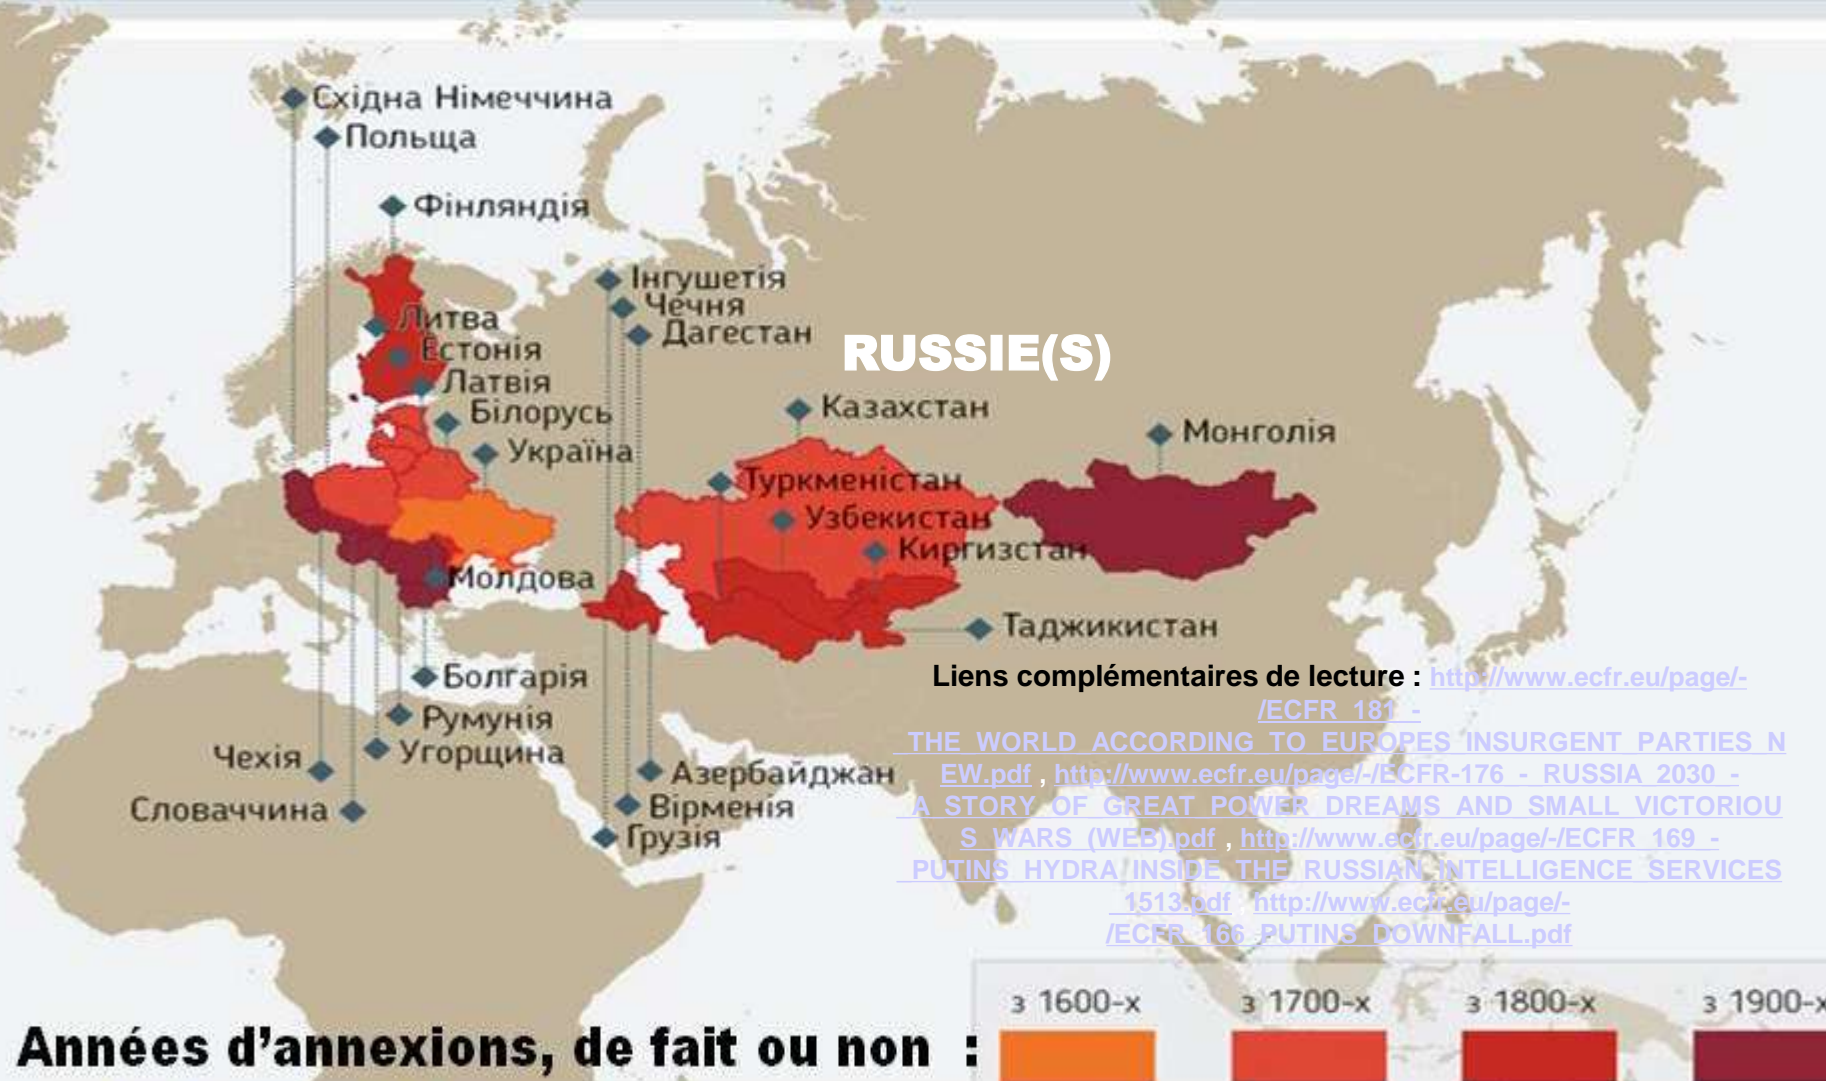 Східна Німеччина
Польща
Фінляндія
Інгушетія
Чечня
Дагестан
Литва
Естонія
Латвія
Білорусь
Україна
RUSSIE(S)
Казахстан
Монголія
Туркменістан
Узбекистан
Киргизстан
Молдова
Таджикистан
Болгарія
Румунія
Угорщина
Чехія
Словаччина
Азербайджан
Вірменія
Грузія
Liens complémentaires de lecture : http://www.ecfr.eu/page/-
/ECFR_181_-
_THE_WORLD_ACCORDING_TO_EUROPES_INSURGENT_PARTIES_N
EW.pdf , http://www.ecfr.eu/page/-/ECFR-176_-_RUSSIA_2030_-
_A_STORY_OF_GREAT_POWER_DREAMS_AND_SMALL_VICTORIOU
S_WARS_(WEB).pdf , http://www.ecfr.eu/page/-/ECFR_169_-
_PUTINS_HYDRA_INSIDE_THE_RUSSIAN_INTELLIGENCE_SERVICES
_1513.pdf , http://www.ecfr.eu/page/-
/ECFR_166_PUTINS_DOWNFALL.pdf
з 1600-х
з 1700-х
з 1800-х
з 1900-х
Années d’annexions, de fait ou non :